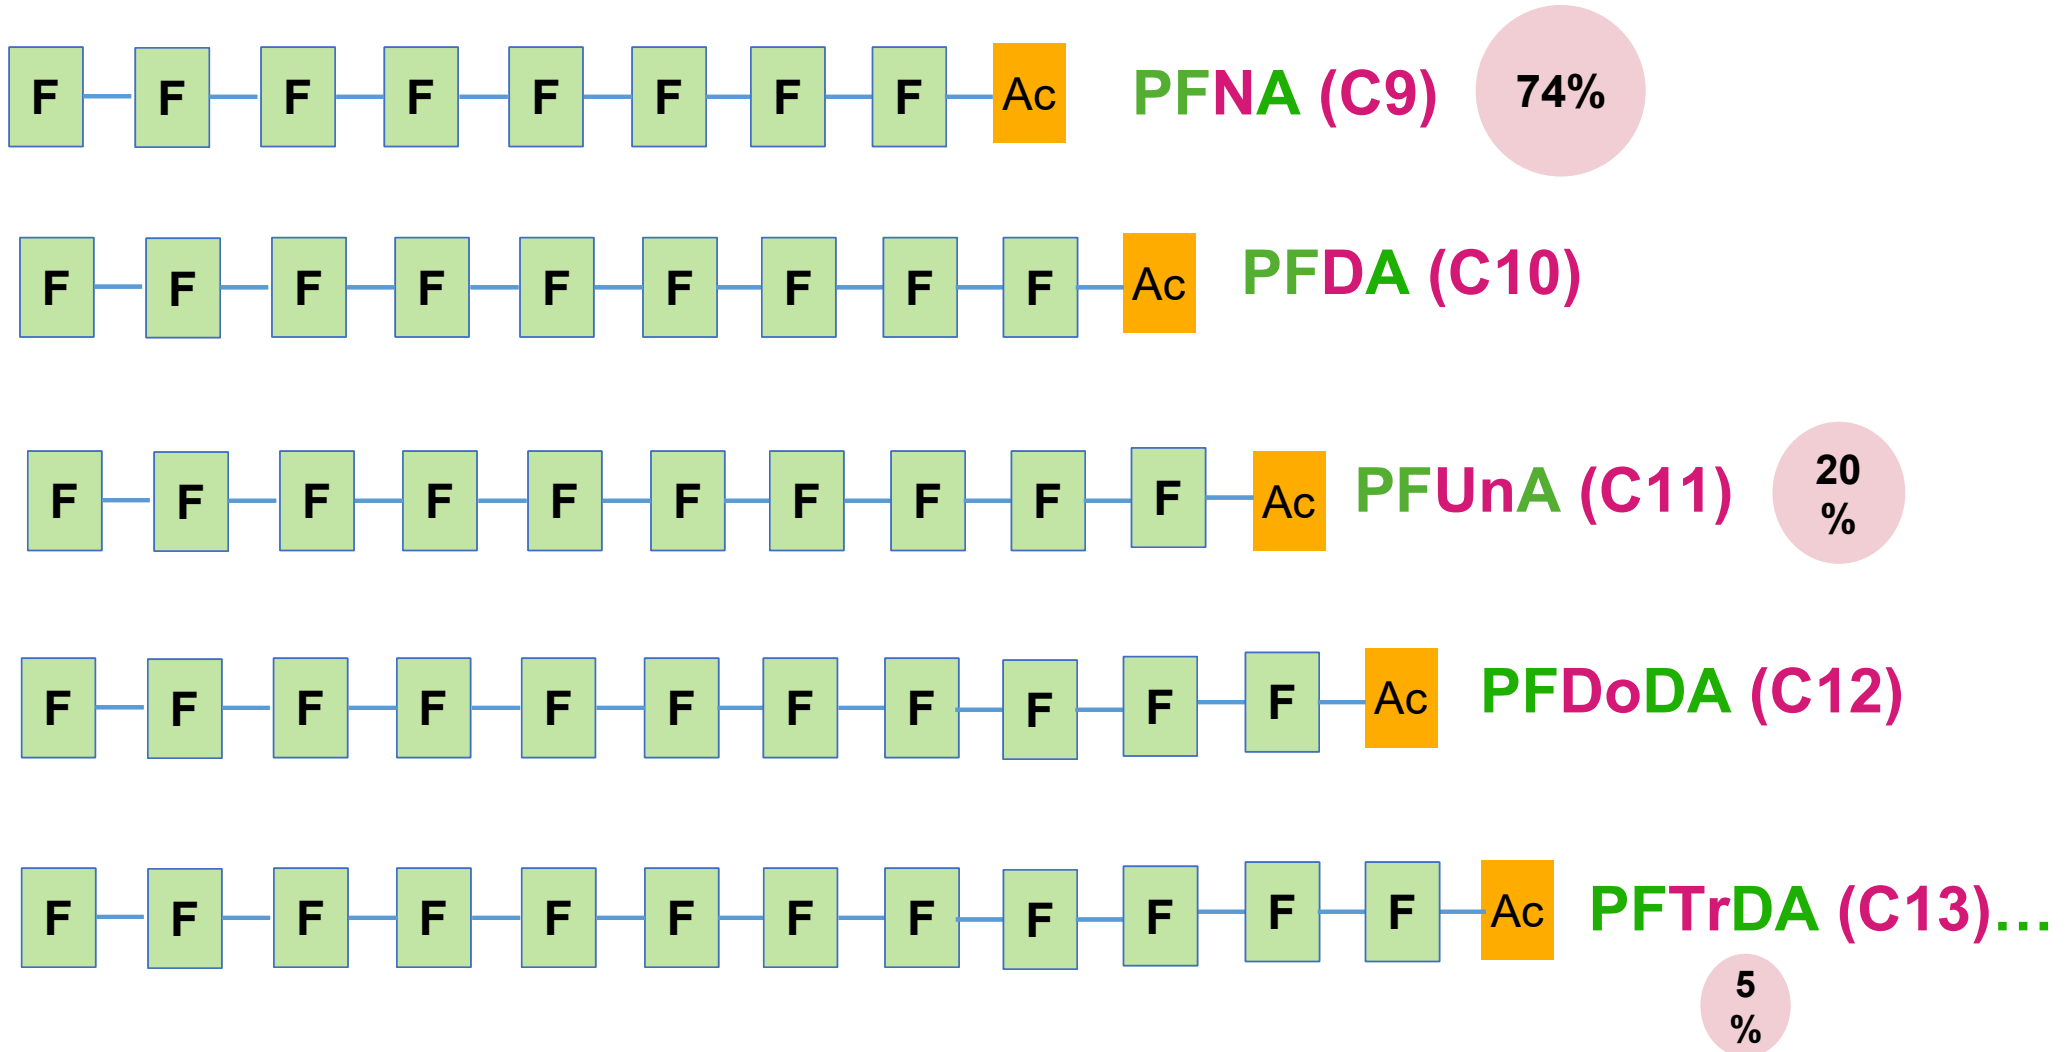 F F F F F F F F Ac PFNA (C9) 74%
F F F F F F F F F Ac PFDA (C10)
F F F F F F F F F F Ac PFUnA (C11) 20
%
F F F F F F F F F F F Ac PFDoDA (C12)
F F F F F F F F F F F F Ac PFTrDA (C13)...
5
%